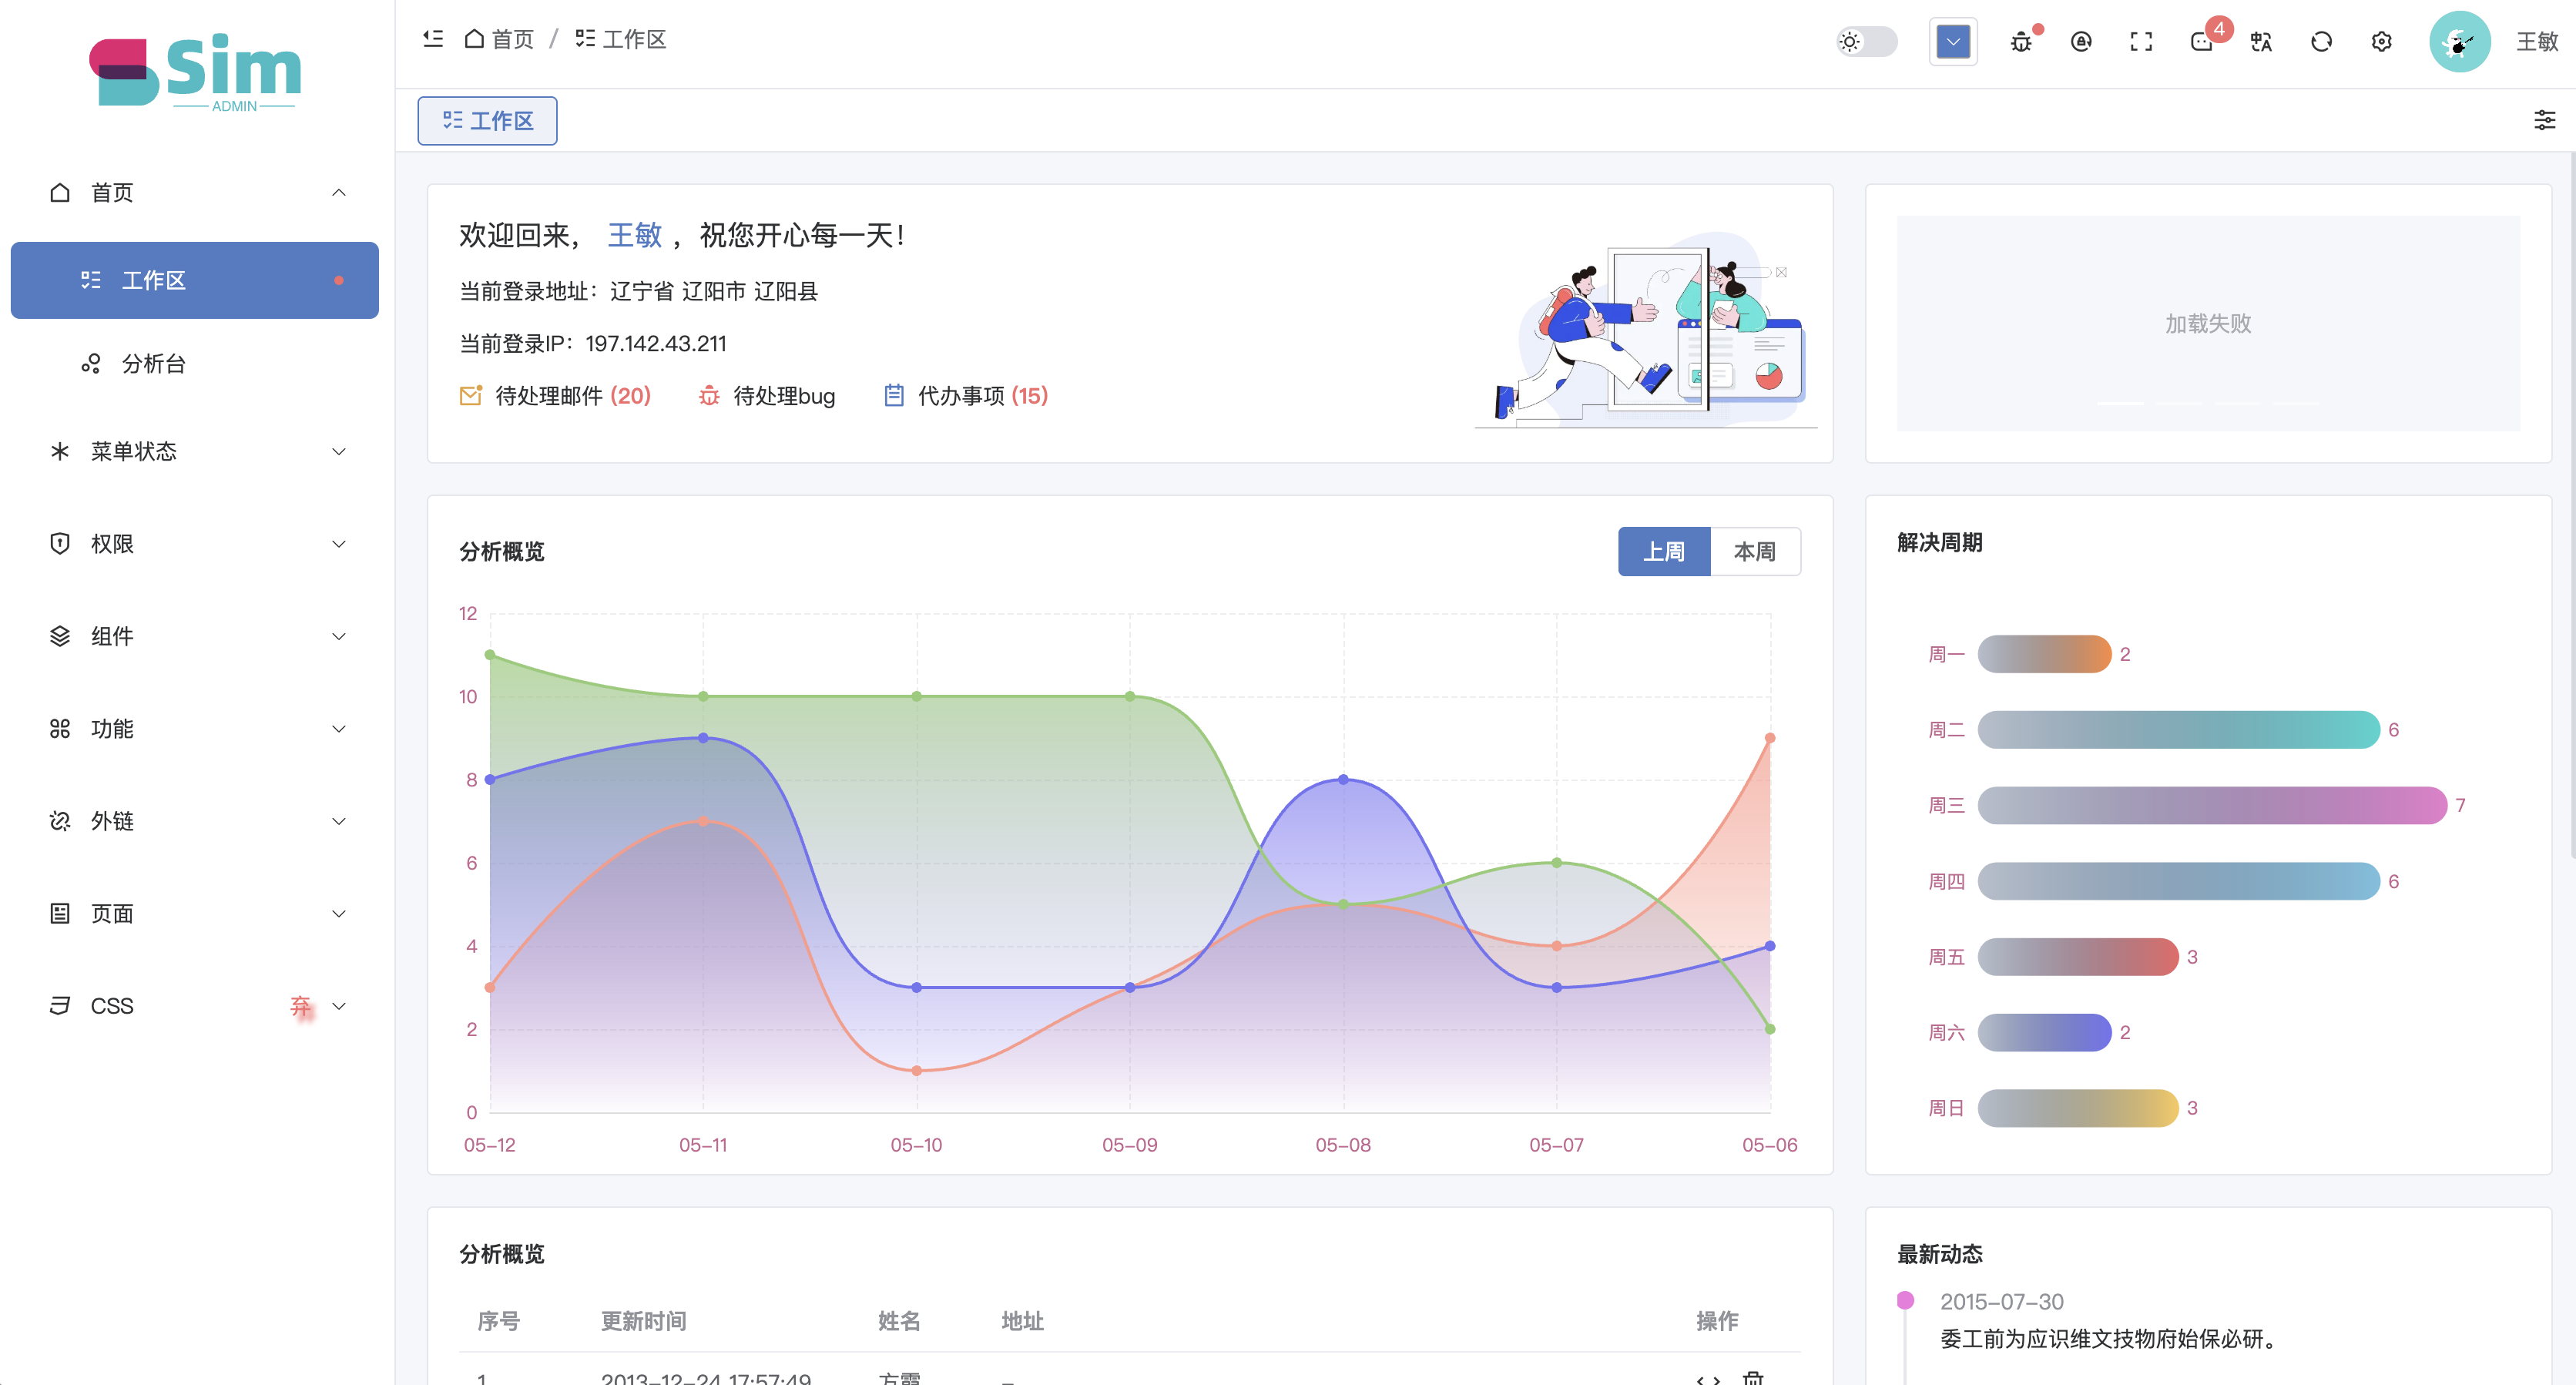 Sim
ADMIN
首页
工作区
分析台
菜单状态
权限
组件
功能
外链
页面
CSS 弃
首页 / 工作区
4
王敏
工作区
欢迎回来， 王敏 ，祝您开心每一天！
当前登录地址：辽宁省 辽阳市 辽阳县
当前登录IP：197.142.43.211
待处理邮件 (20) 待处理bug 代办事项 (15)
加载失败
分析概览
上周 本周
12
10
8
6
4
2
0
05-12 05-11 05-10 05-09 05-08 05-07 05-06
解决周期
周一 2
周二 6
周三 7
周四 6
周五 3
周六 2
周日 3
分析概览
序号 更新时间 姓名 地址 操作
1 2013-12-24 17:57:49 方霞 -
最新动态
2015-07-30
委工前为应识维文技物府始保必研。